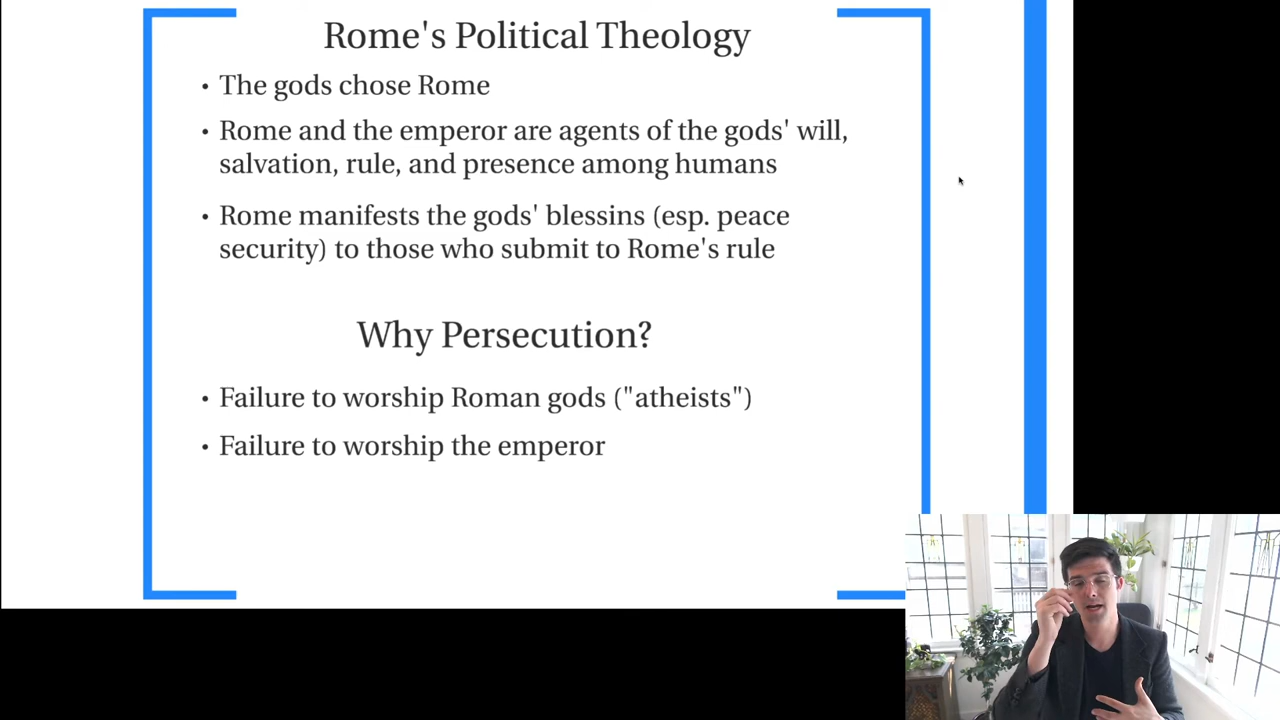 Rome's Political Theology
• The gods chose Rome
• Rome and the emperor are agents of the gods' will,
salvation, rule, and presence among humans
• Rome manifests the gods' blessins (esp. peace
security) to those who submit to Rome's rule
Why Persecution?
• Failure to worship Roman gods ("atheists")
• Failure to worship the emperor